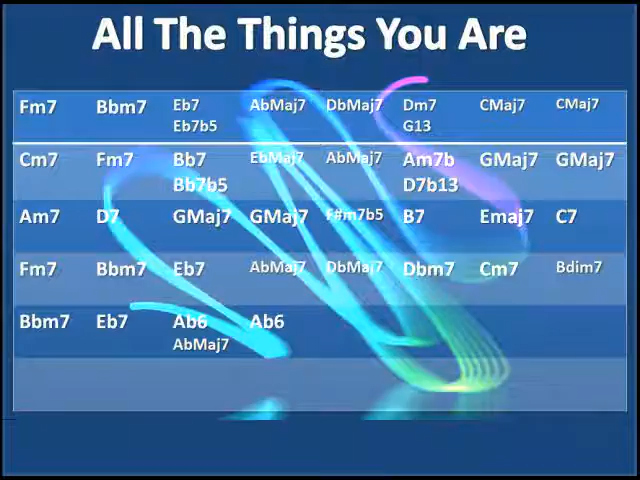 All The Things You Are
Fm7 Bbm7 Eb7 AbMaj7 DbMaj7 Dm7 CMaj7 CMaj7
Eb7b5 G13
Cm7 Fm7 Bb7 EbMaj7 AbMaj7 Am7b GMaj7 GMaj7
Bb7b5 D7b13
Am7 D7 GMaj7 GMaj7 F#m7b5 B7 Emaj7 C7
Fm7 Bbm7 Eb7 AbMaj7 DbMaj7 Dbm7 Cm7 Bdim7
Bbm7 Eb7 Ab6 Ab6
AbMaj7